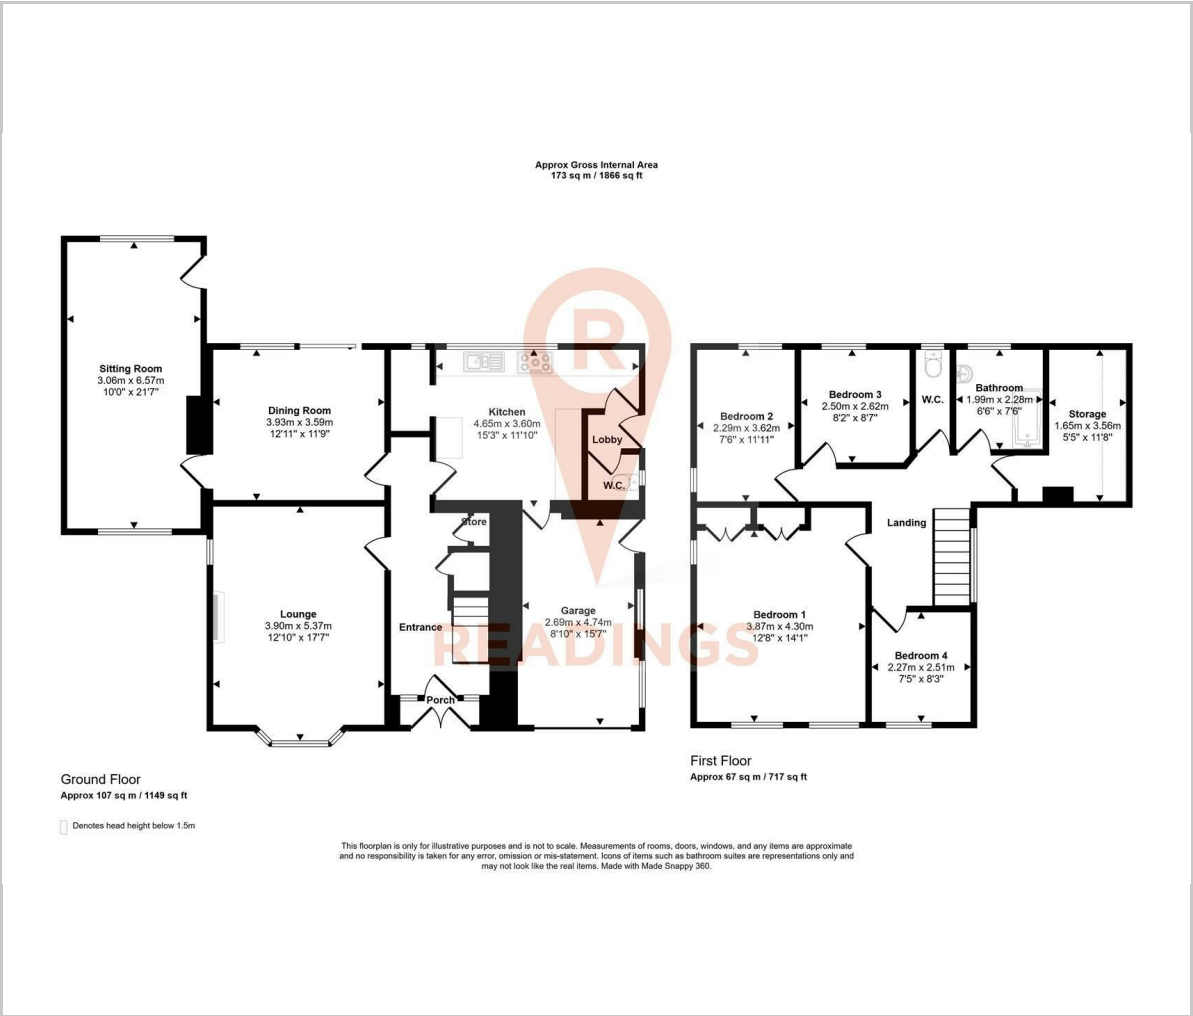 Approx Gross Internal Area
173 sq m / 1866 sq ft
Sitting Room
3.06m x 6.57m
10'0" x 21'7"
Dining Room
3.93m x 3.59m
12'11" x 11'9"
Kitchen
4.65m x 3.60m
15'3" x 11'10"
Lobby
W.C.
Store
Lounge
3.90m x 5.37m
12'10" x 17'7"
Entrance
Garage
2.69m x 4.74m
8'10" x 15'7"
Porch
R
READINGS
Bedroom 2
2.29m x 3.62m
7'6" x 11'11"
Bedroom 3
2.50m x 2.62m
8'2" x 8'7"
W.C.
Bathroom
1.99m x 2.28m
6'6" x 7'6"
Storage
1.65m x 3.56m
5'5" x 11'8"
Landing
Bedroom 1
3.87m x 4.30m
12'8" x 14'1"
Bedroom 4
2.27m x 2.51m
7'5" x 8'3"
Ground Floor
Approx 107 sq m / 1149 sq ft
First Floor
Approx 67 sq m / 717 sq ft
Denotes head height below 1.5m
This floorplan is only for illustrative purposes and is not to scale. Measurements of rooms, doors, windows, and any items are approximate
and no responsibility is taken for any error, omission or mis-statement. Icons of items such as bathroom suites are representations only and
may not look like the real items. Made with Made Snappy 360.